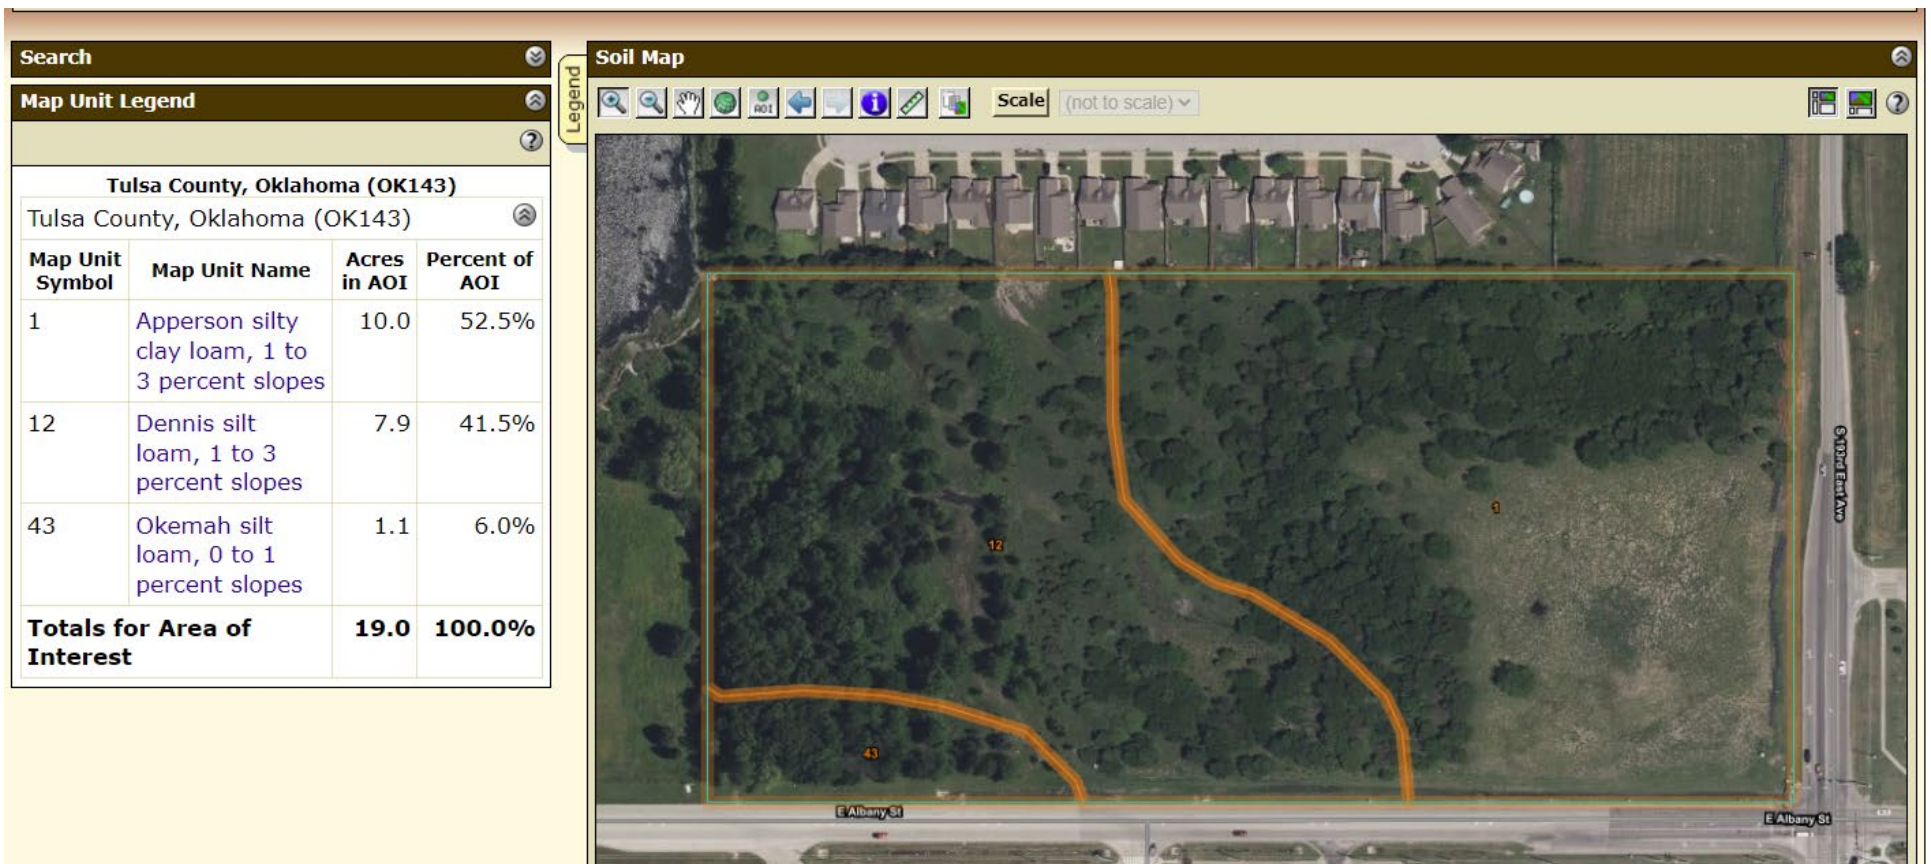 Search
Map Unit Legend
Tulsa County, Oklahoma (OK143)
Tulsa County, Oklahoma (OK143)
Map Unit Symbol
Map Unit Name
Acres in AOI
Percent of AOI
1
Apperson silty
clay loam, 1 to
3 percent slopes
10.0
52.5%
12
Dennis silt
loam, 1 to 3
percent slopes
7.9
41.5%
43
Okemah silt
loam, 0 to 1
percent slopes
1.1
6.0%
Totals for Area of
Interest
19.0
100.0%
Legend
Soil Map
AOI
Scale
(not to scale)
12
1
43
S 193rd East Ave
E Albany St
E Albany St